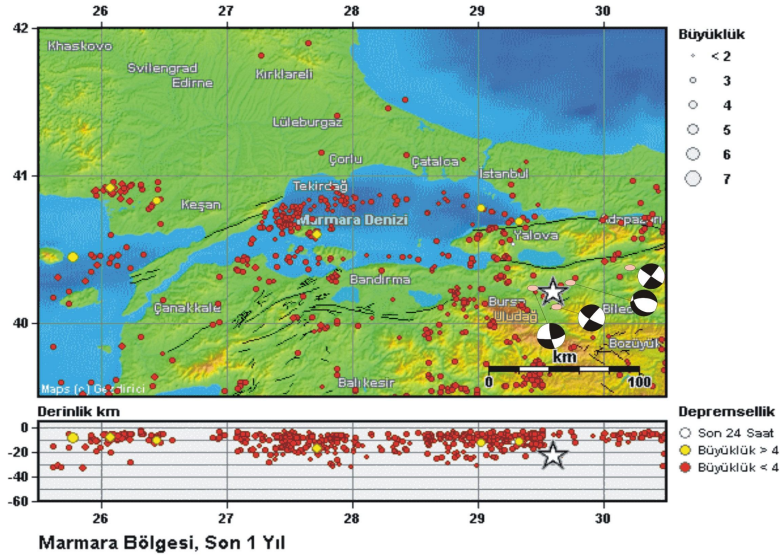 26 27 28 29 30
42
41
40
Khaskovo
Svilengrad
Edirne
Kırklareli
Lüleburgaz
Çorlu
Çatalca
İstanbul
Tekirdağ
Keşan
Marmara Denizi
Adapazarı
Yalova
Bandırma
Çanakkale
Bursa
Uludağ
Bilec
Bozüyük
Balıkesir
km
0 100
Maps (c) Gezdirici
Büyüklük
< 2
3
4
5
6
7
Derinlik km
0
-20
-40
-60
26 27 28 29 30
Depremsellik
Son 24 Saat
Büyüklük > 4
Büyüklük < 4
Marmara Bölgesi, Son 1 Yıl